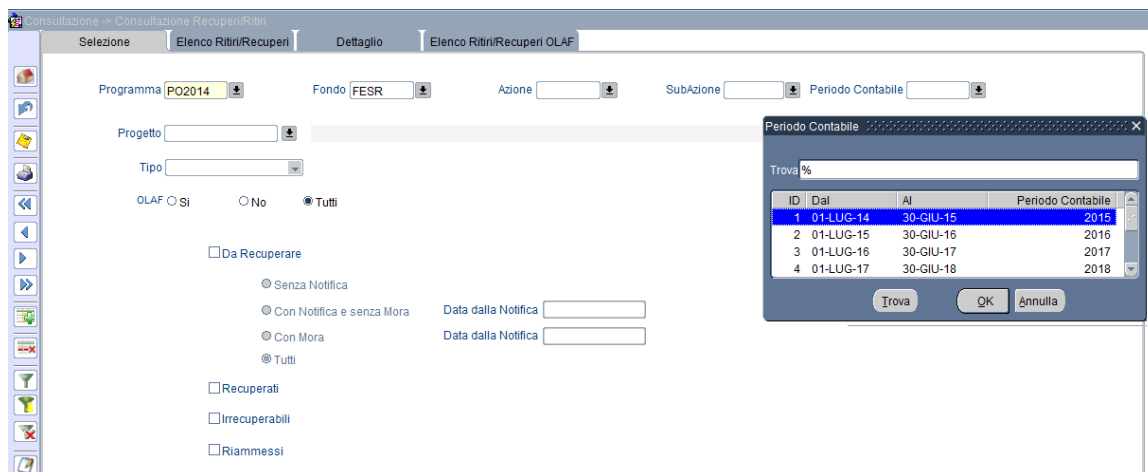 Consultazione -> Consultazione Recuperi/Ritiri
Selezione Elenco Ritiri/Recuperi Dettaglio Elenco Ritiri/Recuperi OLAF
Programma PO2014 Fondo FESR Azione SubAzione Periodo Contabile
Progetto
Tipo
OLAF Si No Tutti
Da Recuperare
Senza Notifica
Con Notifica e senza Mora Data dalla Notifica
Con Mora Data dalla Notifica
Tutti
Recuperati
Irrecuperabili
Riammessi
Periodo Contabile
Trova %
ID Dal Al Periodo Contabile
1 01-LUG-14 30-GIU-15 2015
2 01-LUG-15 30-GIU-16 2016
3 01-LUG-16 30-GIU-17 2017
4 01-LUG-17 30-GIU-18 2018
Trova OK Annulla